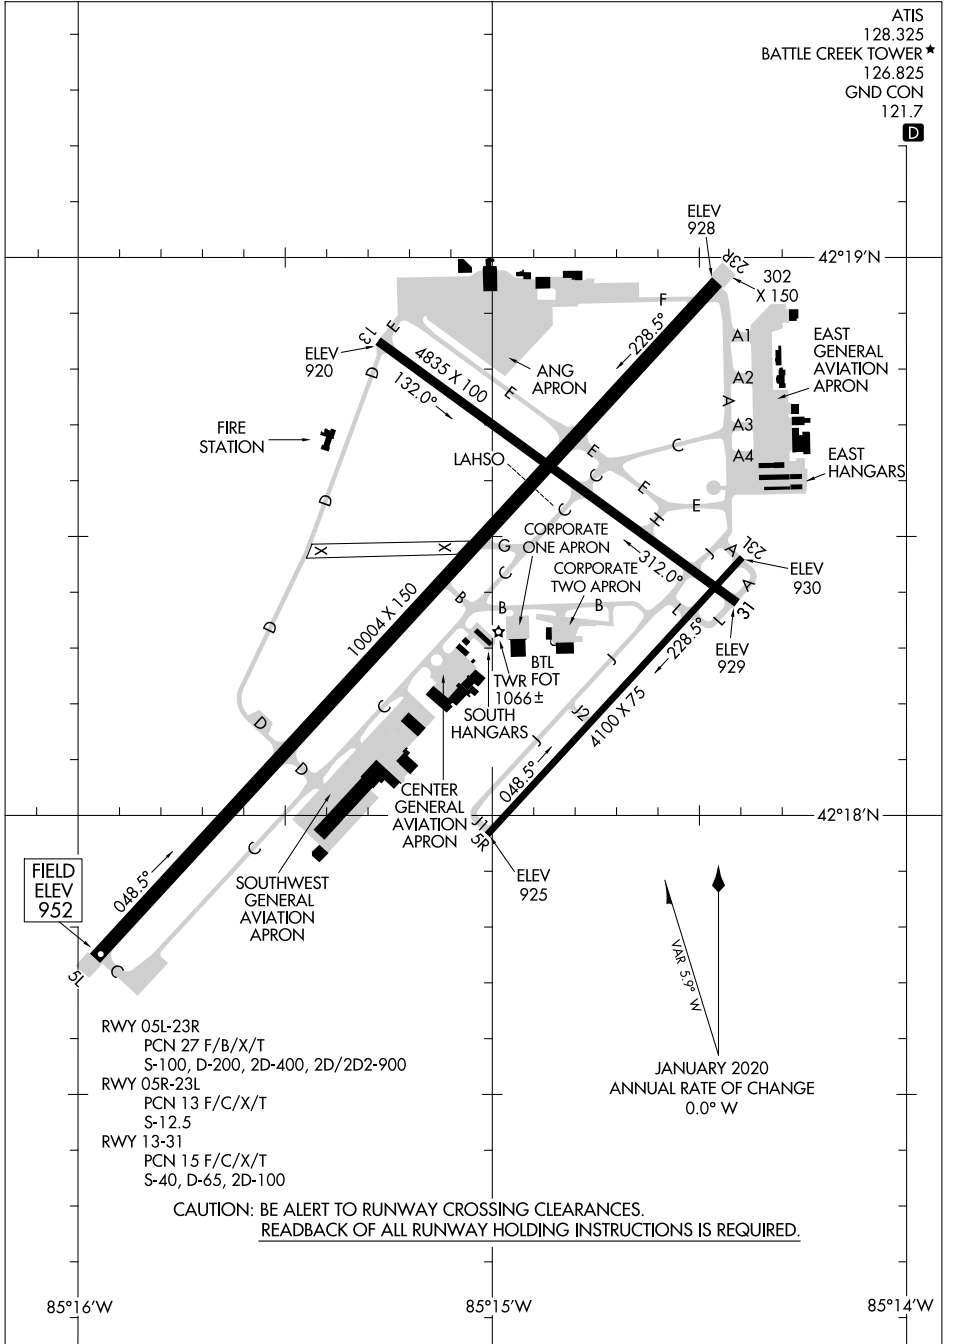 ATIS
128.325
BATTLE CREEK TOWER★
126.825
GND CON
121.7
D
ELEV
928
23R
42°19'N
302
X 150
F
E
13
ELEV
920
D
4835 X 100
132.0°
228.5°
A1
EAST
GENERAL
AVIATION
APRON
ANG
APRON
E
A2
A
FIRE
STATION
A3
C
E
A4
LAHSO
C
EAST
HANGARS
E
D
C
E
H
X
X
G
CORPORATE
ONE APRON
J
A
23L
312.0°
C
CORPORATE
TWO APRON
ELEV
930
A
B
B
B
10004 X 150
L
L
31
D
228.5°
ELEV
929
BTL
FOT
TWR
1066±
J
SOUTH
HANGARS
C
J2
4100 X 75
D
J
D
048.5°
CENTER
GENERAL
AVIATION
APRON
J1
5R
42°18'N
C
FIELD
ELEV
952
048.5°
SOUTHWEST
GENERAL
AVIATION
APRON
ELEV
925
5L
C
VAR 5.9° W
RWY 05L-23R
PCN 27 F/B/X/T
S-100, D-200, 2D-400, 2D/2D2-900
RWY 05R-23L
PCN 13 F/C/X/T
S-12.5
RWY 13-31
PCN 15 F/C/X/T
S-40, D-65, 2D-100
JANUARY 2020
ANNUAL RATE OF CHANGE
0.0° W
CAUTION: BE ALERT TO RUNWAY CROSSING CLEARANCES.
READBACK OF ALL RUNWAY HOLDING INSTRUCTIONS IS REQUIRED.
85°16'W
85°15'W
85°14'W